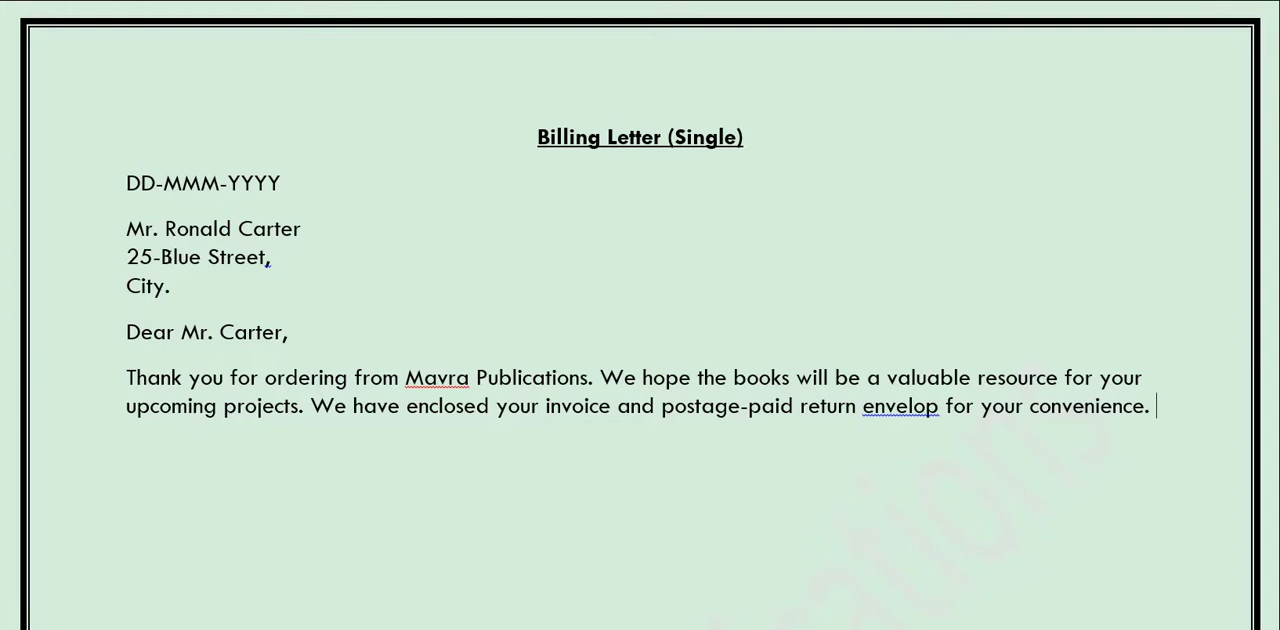 Billing Letter (Single)
DD-MMM-YYYY
Mr. Ronald Carter
25-Blue Street,
City.
Dear Mr. Carter,
Thank you for ordering from Mavra Publications. We hope the books will be a valuable resource for your
upcoming projects. We have enclosed your invoice and postage-paid return envelop for your convenience.